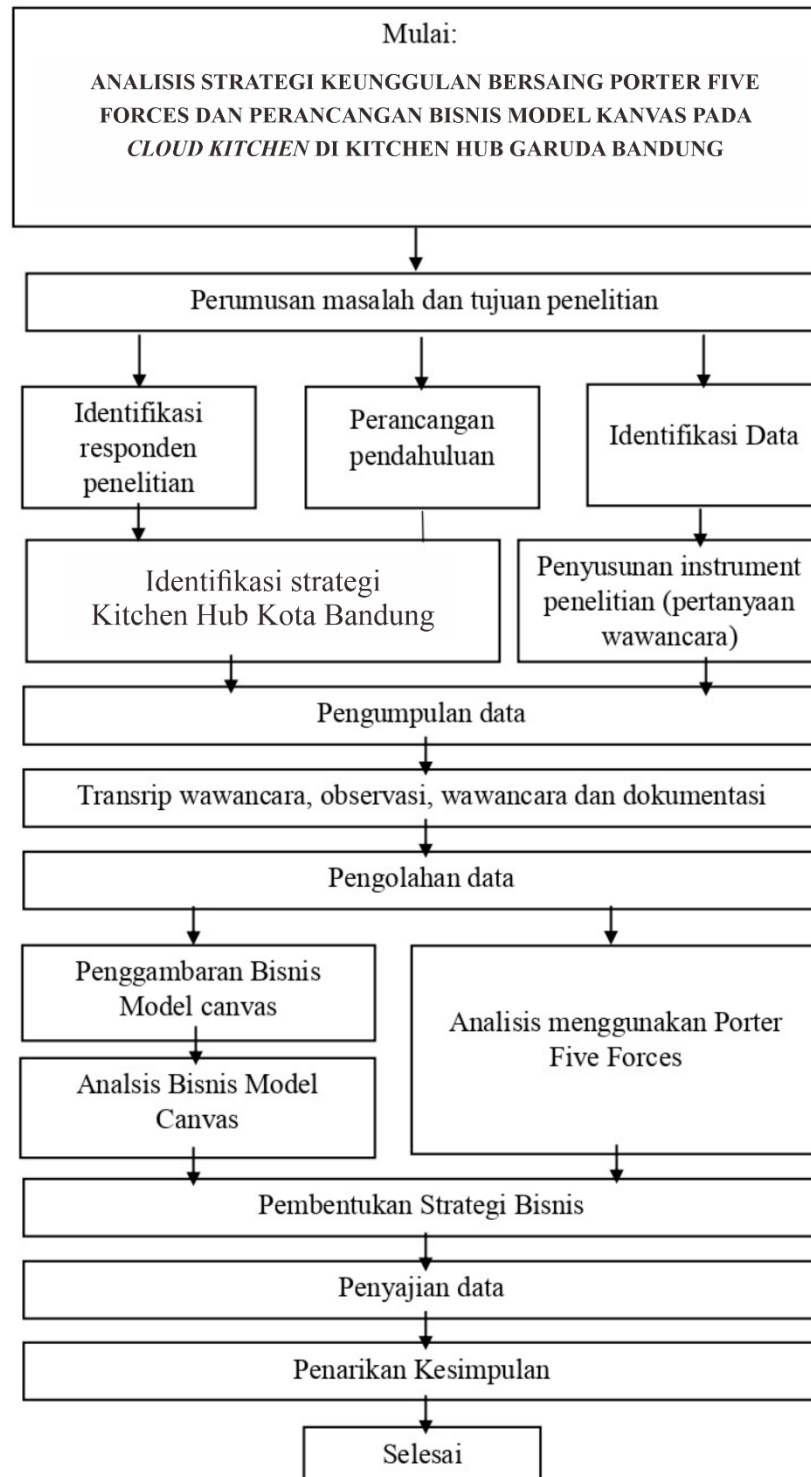 Mulai:
ANALISIS STRATEGI KEUNGGULAN BERSAING PORTER FIVE
FORCES DAN PERANCANGAN BISNIS MODEL KANVAS PADA
CLOUD KITCHEN DI KITCHEN HUB GARUDA BANDUNG
Perumusan masalah dan tujuan penelitian
Identifikasi
responden
penelitian
Perancangan
pendahuluan
Identifikasi Data
Identifikasi strategi
Kitchen Hub Kota Bandung
Penyusunan instrument
penelitian (pertanyaan
wawancara)
Pengumpulan data
Transrip wawancara, observasi, wawancara dan dokumentasi
Pengolahan data
Penggambaran Bisnis
Model canvas
Analsis Bisnis Model
Canvas
Analisis menggunakan Porter
Five Forces
Pembentukan Strategi Bisnis
Penyajian data
Penarikan Kesimpulan
Selesai